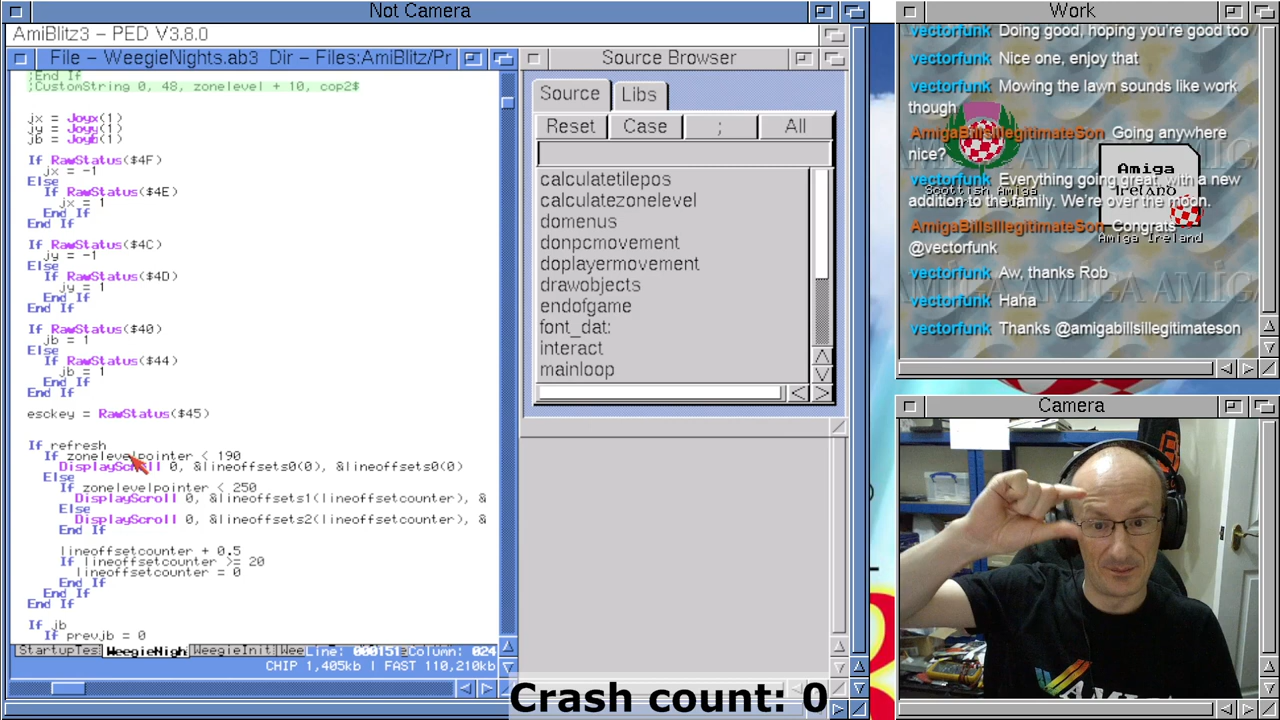 Not Camera
AmiBlitz3 - PED V3.8.0
File - WeegieNights.ab3 Dir - Files:AmiBlitz/Pr
;End If
;CustomString 0, 48, zonelevel + 10, cop2$
jx = Joyx(1)
jy = Joyy(1)
jb = Joyb(1)
If RawStatus($4F)
jx = -1
Else
If RawStatus($4E)
jx = 1
End If
End If
If RawStatus($4C)
jy = -1
Else
If RawStatus($4D)
jy = 1
End If
End If
If RawStatus($40)
jb = 1
Else
If RawStatus($44)
jb = 1
End If
End If
esckey = RawStatus($45)
If refresh
If zonelevelpointer < 190
DisplayScroll 0, &lineoffsets0(0), &lineoffsets0(0)
Else
If zonelevelpointer < 250
DisplayScroll 0, &lineoffsets1(lineoffsetcounter), &
Else
DisplayScroll 0, &lineoffsets2(lineoffsetcounter), &
End If
lineoffsetcounter + 0.5
If lineoffsetcounter >= 20
lineoffsetcounter = 0
End If
End If
End If
If jb
If prevjb = 0
StartupTes WeegieNigh WeegieInit Wee Line: 000151 Column: 024
CHIP 1,405kb | FAST 110,210kb
Source Browser
Source Libs
Reset Case ; All
calculatetilepos
calculatezonelevel
domenus
donpcmovement
doplayermovement
drawobjects
endofgame
font_dat:
interact
mainloop
Crash count: 0
Work
vectorfunk Doing good, hoping you're good too
vectorfunk Nice one, enjoy that
vectorfunk Mowing the lawn sounds like work
though
AmigaBillsIllegitimateSon Going anywhere
nice?
vectorfunk Everything going great, with a new
addition to the family. We're over the moon.
AmigaBillsIllegitimateSon Congrats
@vectorfunk
vectorfunk Aw, thanks Rob
vectorfunk Haha
vectorfunk Thanks @amigabillsillegitimateson
Scottish Amiga
Amiga
Ireland
Amiga Ireland
Camera